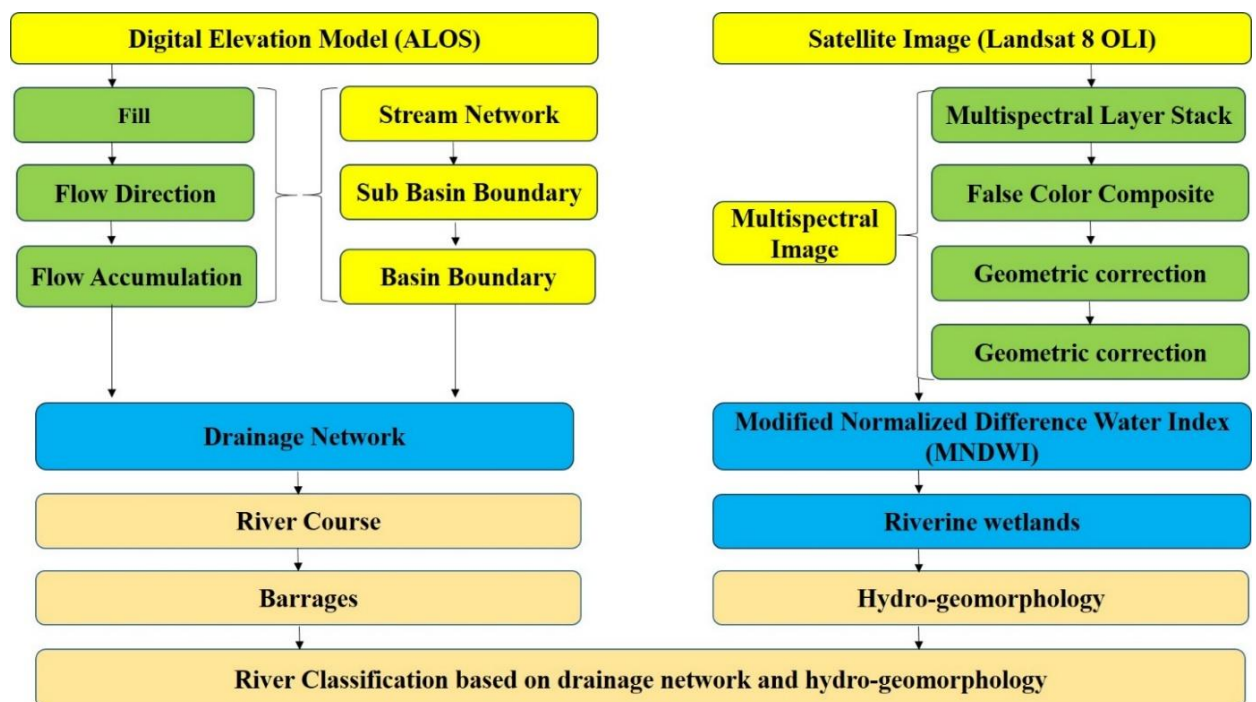 Digital Elevation Model (ALOS)
Fill
Flow Direction
Flow Accumulation
Stream Network
Sub Basin Boundary
Basin Boundary
Drainage Network
River Course
Barrages
Satellite Image (Landsat 8 OLI)
Multispectral Layer Stack
False Color Composite
Multispectral
Image
Geometric correction
Geometric correction
Modified Normalized Difference Water Index
(MNDWI)
Riverine wetlands
Hydro-geomorphology
River Classification based on drainage network and hydro-geomorphology